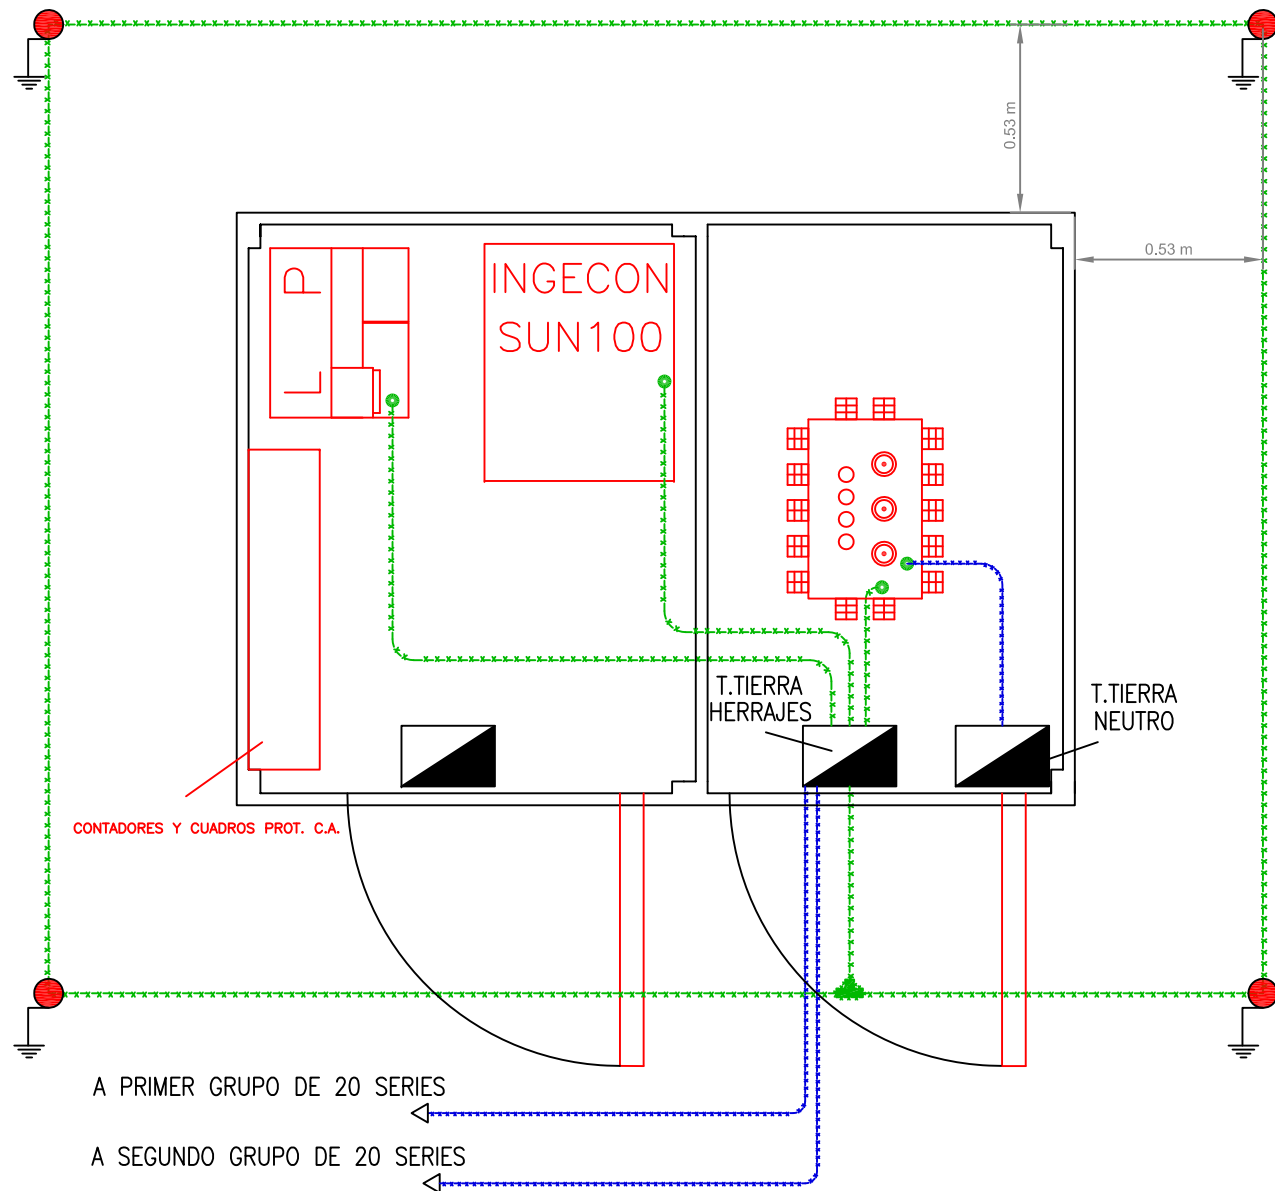 0.53 m
0.53 m
L P
INGECON
SUN100
T.TIERRA
HERRAJES
T.TIERRA
NEUTRO
CONTADORES Y CUADROS PROT. C.A.
A PRIMER GRUPO DE 20 SERIES
A SEGUNDO GRUPO DE 20 SERIES